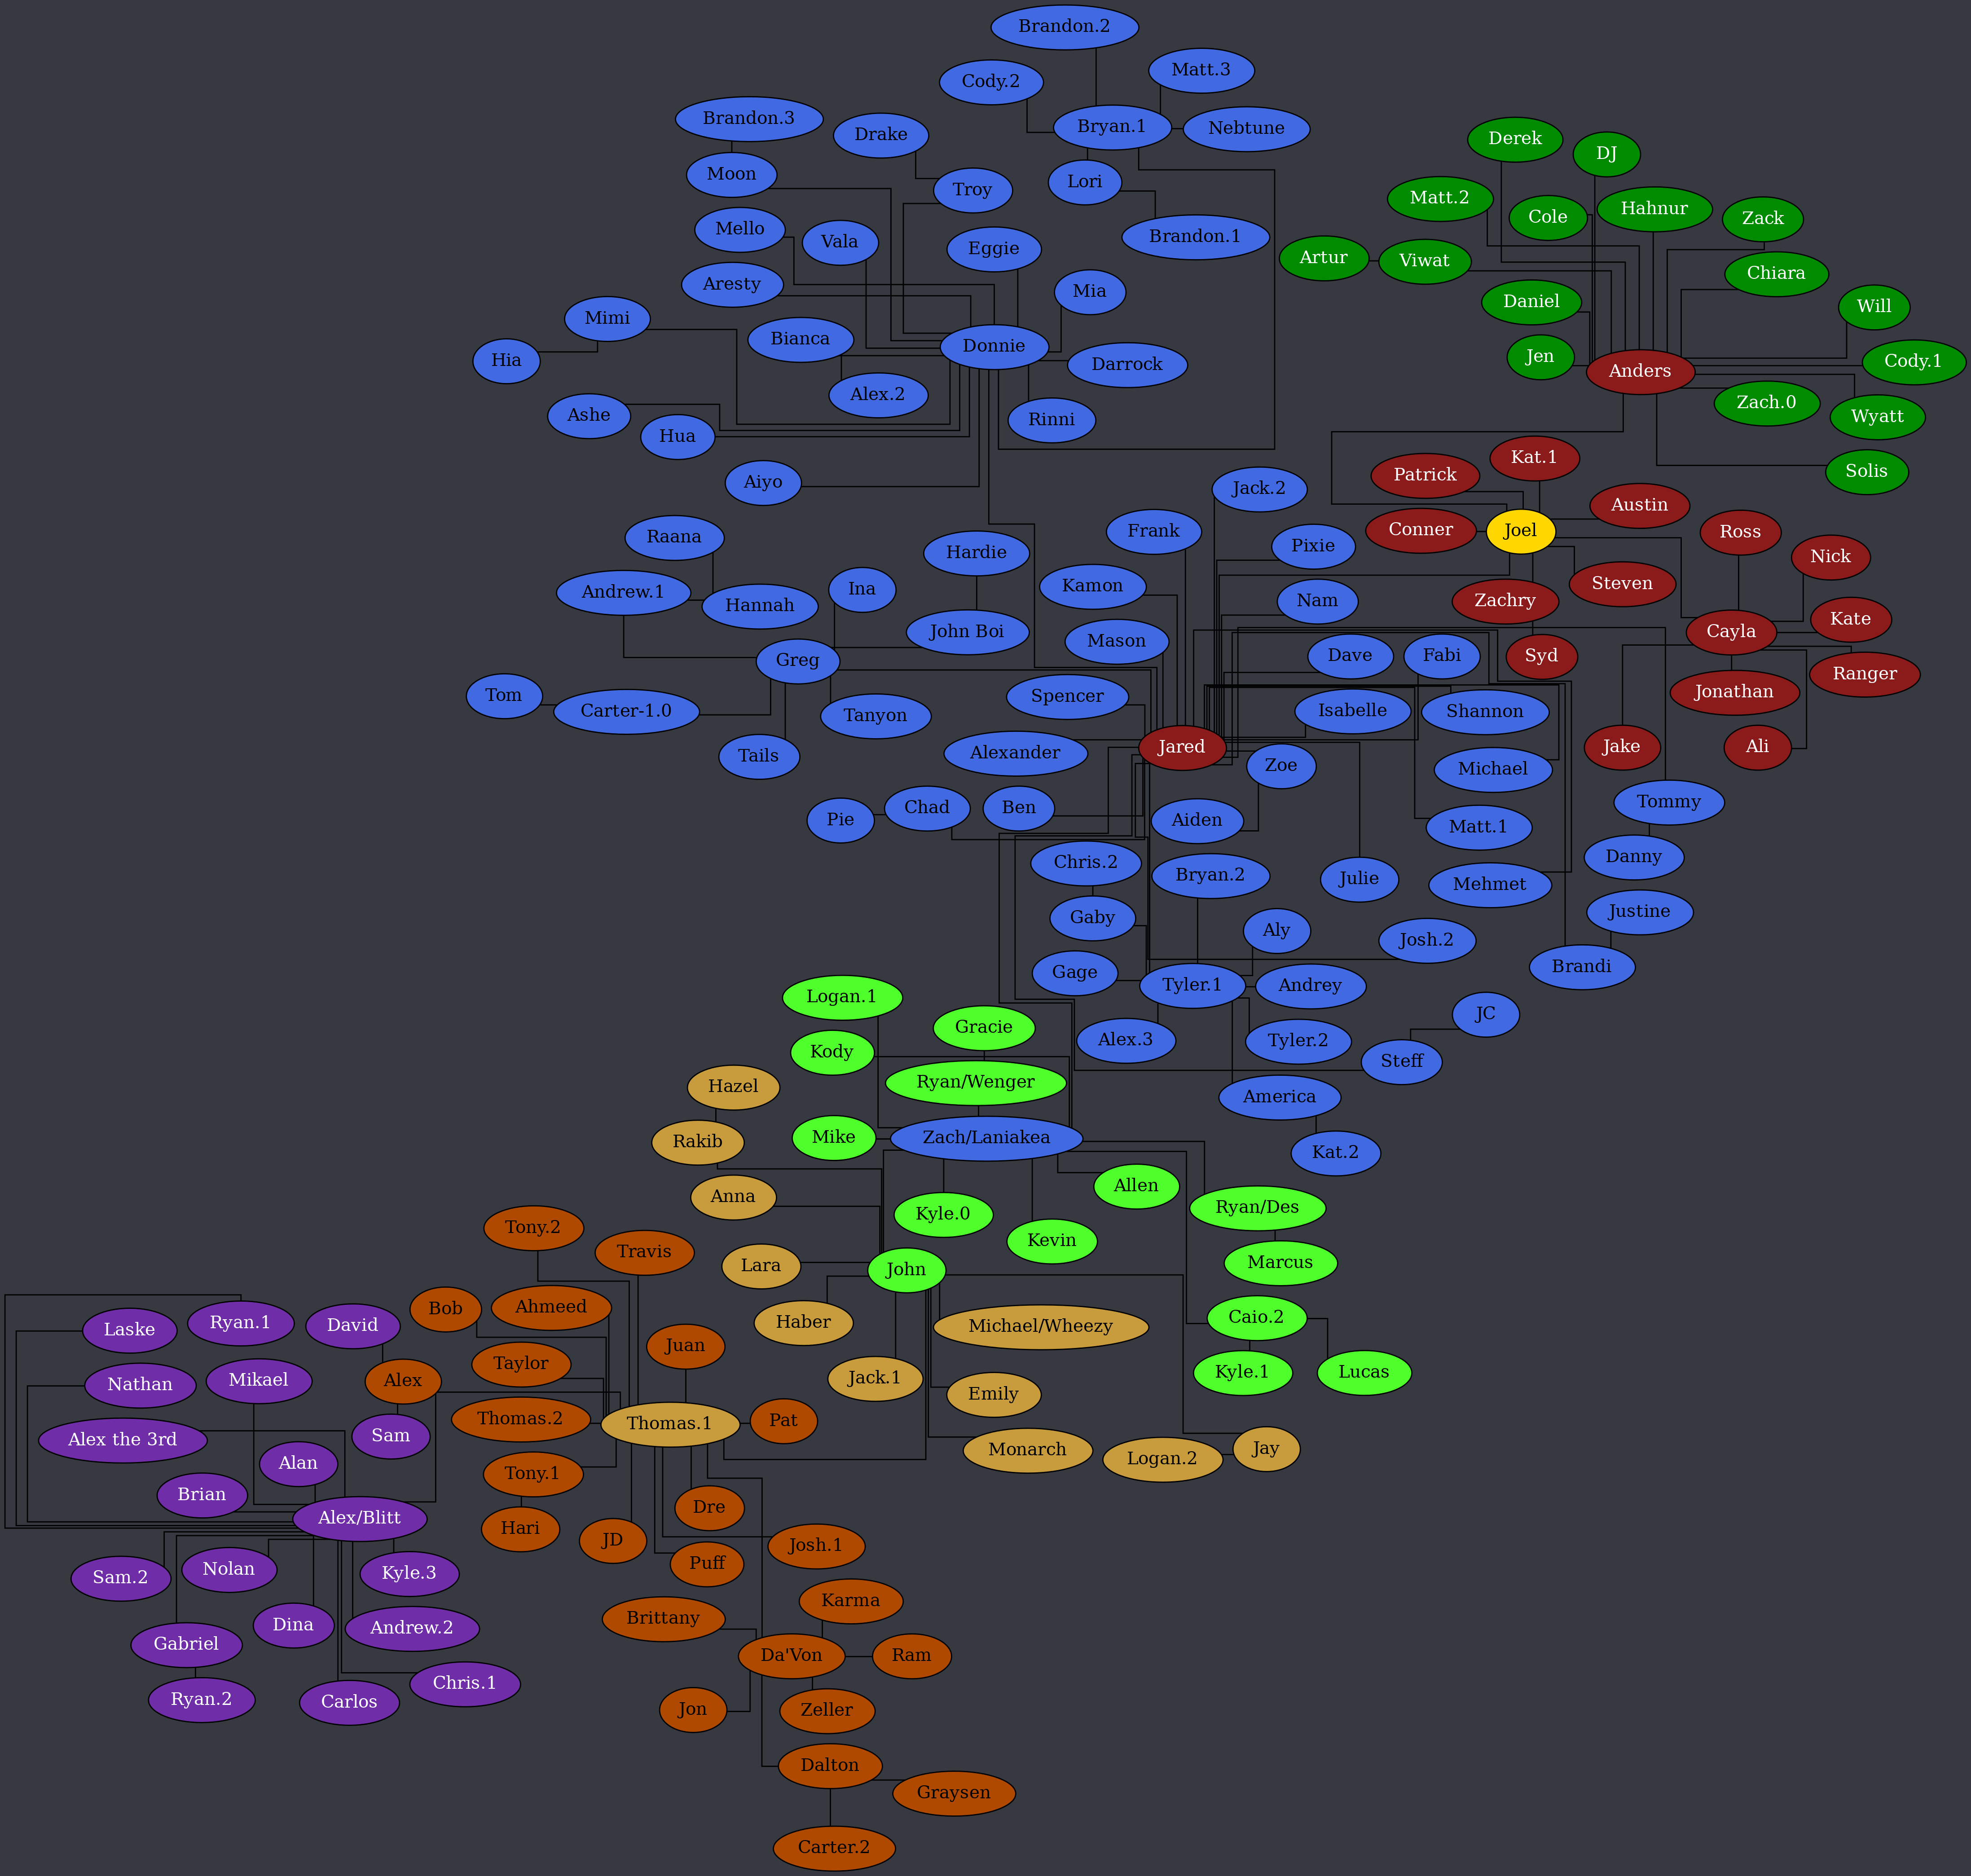 Brandon.2
Matt.3
Cody.2
Brandon.3
Drake
Bryan.1
Nebtune
Derek
DJ
Moon
Troy
Lori
Matt.2
Cole
Hahnur
Zack
Mello
Vala
Eggie
Brandon.1
Artur
Viwat
Chiara
Aresty
Mia
Daniel
Will
Mimi
Bianca
Donnie
Hia
Darrock
Jen
Anders
Cody.1
Ashe
Alex.2
Rinni
Zach.0
Wyatt
Hua
Kat.1
Patrick
Solis
Aiyo
Jack.2
Austin
Raana
Hardie
Frank
Pixie
Conner
Joel
Ross
Nick
Andrew.1
Hannah
Ina
Kamon
Nam
Zachry
Steven
John Boi
Mason
Cayla
Kate
Greg
Dave
Fabi
Syd
Ranger
Tom
Carter-1.0
Tanyon
Spencer
Isabelle
Shannon
Jonathan
Tails
Alexander
Jared
Zoe
Michael
Jake
Ali
Pie
Chad
Ben
Aiden
Matt.1
Tommy
Chris.2
Bryan.2
Julie
Mehmet
Danny
Gaby
Aly
Josh.2
Justine
Gage
Tyler.1
Andrey
Brandi
Logan.1
Gracie
Alex.3
Tyler.2
JC
Kody
Steff
Hazel
Ryan/Wenger
America
Rakib
Mike
Zach/Laniakea
Kat.2
Anna
Kyle.0
Allen
Ryan/Des
Tony.2
Travis
Kevin
Marcus
Lara
John
Bob
Ahmeed
Haber
Michael/Wheezy
Caio.2
Laske
Ryan.1
David
Juan
Taylor
Jack.1
Kyle.1
Lucas
Nathan
Mikael
Alex
Emily
Thomas.2
Thomas.1
Pat
Alex the 3rd
Sam
Monarch
Logan.2
Jay
Alan
Tony.1
Brian
Alex/Blitt
Hari
JD
Dre
Josh.1
Sam.2
Nolan
Kyle.3
Puff
Dina
Andrew.2
Brittany
Karma
Gabriel
Da'Von
Ram
Ryan.2
Carlos
Chris.1
Jon
Zeller
Dalton
Graysen
Carter.2